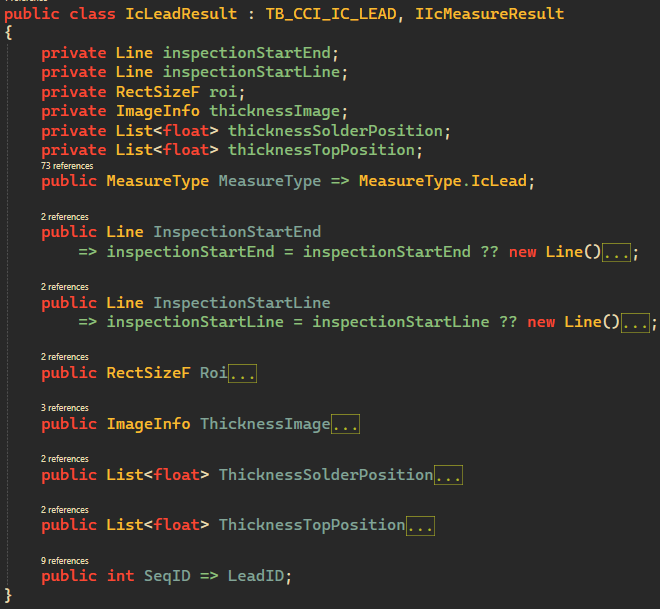 public class IcLeadResult : TB_CCI_IC_LEAD, IIcMeasureResult
{
private Line inspectionStartEnd;
private Line inspectionStartLine;
private RectSizeF roi;
private ImageInfo thicknessImage;
private List<float> thicknessSolderPosition;
private List<float> thicknessTopPosition;
73 references
public MeasureType MeasureType => MeasureType.IcLead;
2 references
public Line InspectionStartEnd
=> inspectionStartEnd = inspectionStartEnd ?? new Line()...;
2 references
public Line InspectionStartLine
=> inspectionStartLine = inspectionStartLine ?? new Line()...;
2 references
public RectSizeF Roi...
3 references
public ImageInfo ThicknessImage...
2 references
public List<float> ThicknessSolderPosition...
2 references
public List<float> ThicknessTopPosition...
9 references
public int SeqID => LeadID;
}